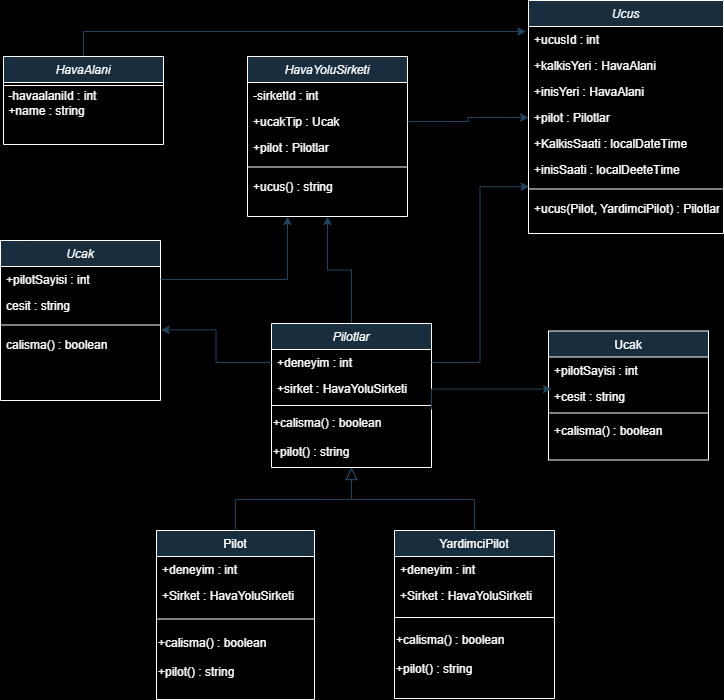 Ucus
+ucusId : int
+kalkisYeri : HavaAlani
+inisYeri : HavaAlani
+pilot : Pilotlar
+KalkisSaati : localDateTime
+inisSaati : localDeeteTime
+ucus(Pilot, YardimciPilot) : Pilotlar
HavaAlani
-havaalaniId : int
+name : string
HavaYoluSirketi
-sirketId : int
+ucakTip : Ucak
+pilot : Pilotlar
+ucus() : string
Ucak
+pilotSayisi : int
cesit : string
calisma() : boolean
Pilotlar
+deneyim : int
+sirket : HavaYoluSirketi
+calisma() : boolean
+pilot() : string
Ucak
+pilotSayisi : int
+cesit : string
+calisma() : boolean
Pilot
+deneyim : int
+Sirket : HavaYoluSirketi
+calisma() : boolean
+pilot() : string
YardimciPilot
+deneyim : int
+Sirket : HavaYoluSirketi
+calisma() : boolean
+pilot() : string